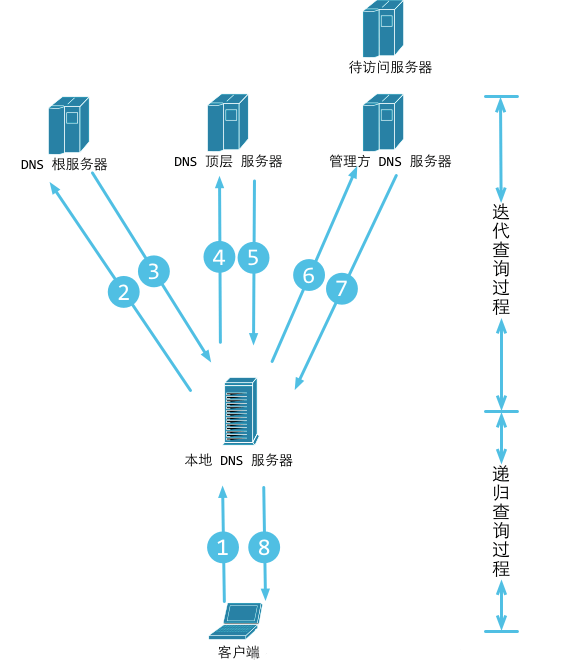 待访问服务器
DNS 根服务器
DNS 顶层 服务器
管理方 DNS 服务器
迭代查询过程
2
3
4
5
6
7
本地 DNS 服务器
递归查询过程
1
8
客户端